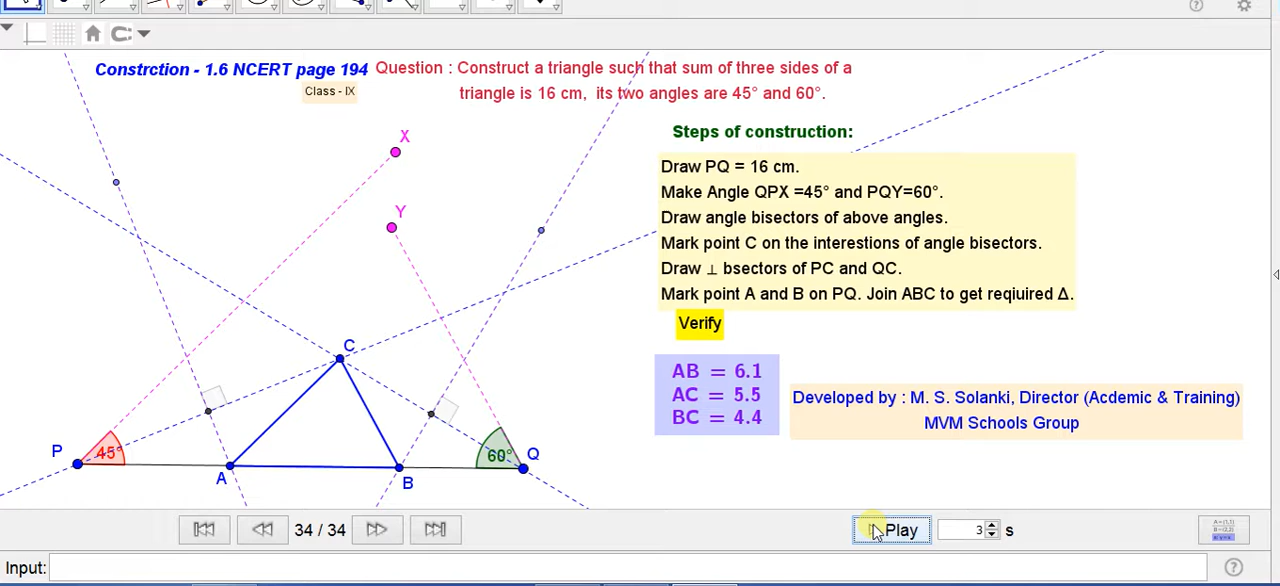 Constrction - 1.6 NCERT page 194
Class - IX
Question : Construct a triangle such that sum of three sides of a
triangle is 16 cm, its two angles are 45° and 60°.
Steps of construction:
Draw PQ = 16 cm.
Make Angle QPX =45° and PQY=60°.
Draw angle bisectors of above angles.
Mark point C on the interestions of angle bisectors.
Draw ⊥ bsectors of PC and QC.
Mark point A and B on PQ. Join ABC to get reqiuired Δ.
Verify
AB = 6.1
AC = 5.5
BC = 4.4
Developed by : M. S. Solanki, Director (Acdemic & Training)
MVM Schools Group
X
Y
C
P
45°
60°
Q
A
B
34 / 34
Play
3 s
Input: